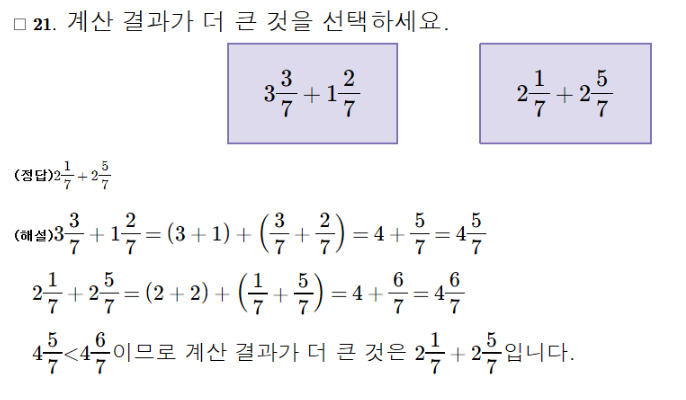 □ 21. 계산 결과가 더 큰 것을 선택하세요.
3 3/7 + 1 2/7    2 1/7 + 2 5/7
(정답)2 1/7 + 2 5/7
(해설)3 3/7 + 1 2/7 = (3 + 1) + (3/7 + 2/7) = 4 + 5/7 = 4 5/7
2 1/7 + 2 5/7 = (2 + 2) + (1/7 + 5/7) = 4 + 6/7 = 4 6/7
4 5/7 < 4 6/7 이므로 계산 결과가 더 큰 것은 2 1/7 + 2 5/7 입니다.